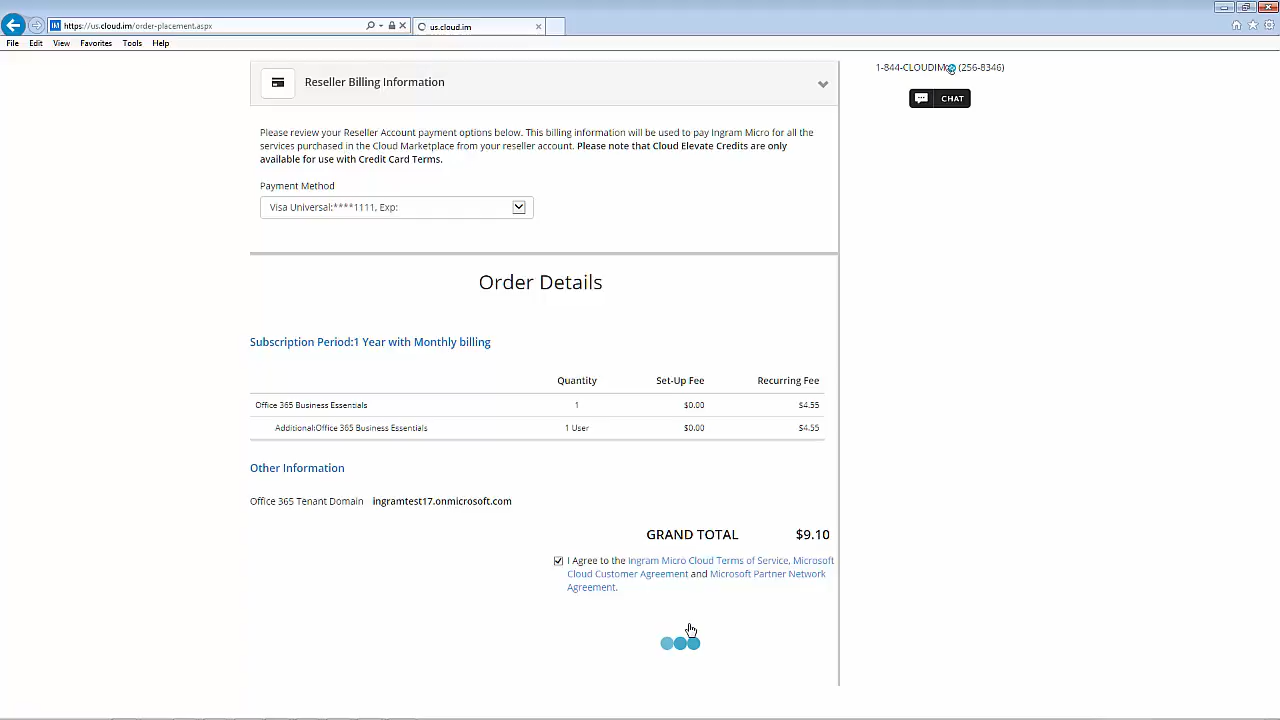 https://us.cloud.im/order-placement.aspx
us.cloud.im
File Edit View Favorites Tools Help
Reseller Billing Information
1-844-CLOUDIM (256-8346)
CHAT
Please review your Reseller Account payment options below. This billing information will be used to pay Ingram Micro for all the
services purchased in the Cloud Marketplace from your reseller account. Please note that Cloud Elevate Credits are only
available for use with Credit Card Terms.
Payment Method
Visa Universal:****1111, Exp:
Order Details
Subscription Period:1 Year with Monthly billing
Quantity Set-Up Fee Recurring Fee
Office 365 Business Essentials 1 $0.00 $4.55
Additional:Office 365 Business Essentials 1 User $0.00 $4.55
Other Information
Office 365 Tenant Domain ingramtest17.onmicrosoft.com
GRAND TOTAL $9.10
I Agree to the Ingram Micro Cloud Terms of Service, Microsoft
Cloud Customer Agreement and Microsoft Partner Network
Agreement.